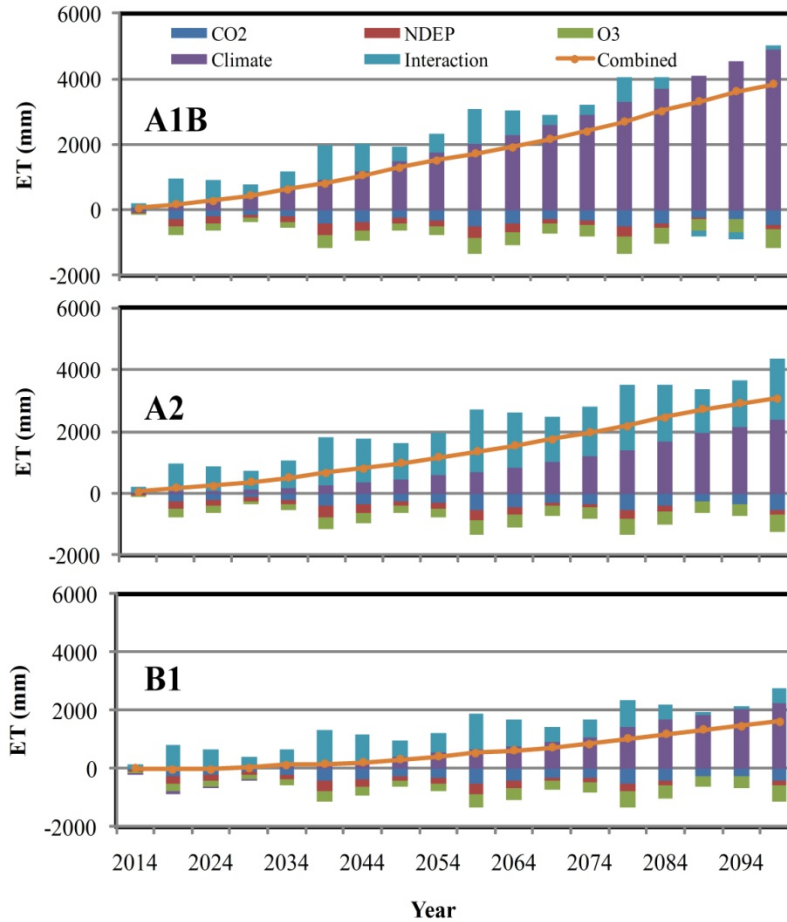 CO2 NDEP O3
Climate Interaction Combined
6000
4000
2000
0
-2000
ET (mm)
A1B
6000
4000
2000
0
-2000
ET (mm)
A2
6000
4000
2000
0
-2000
ET (mm)
B1
2014 2024 2034 2044 2054 2064 2074 2084 2094
Year